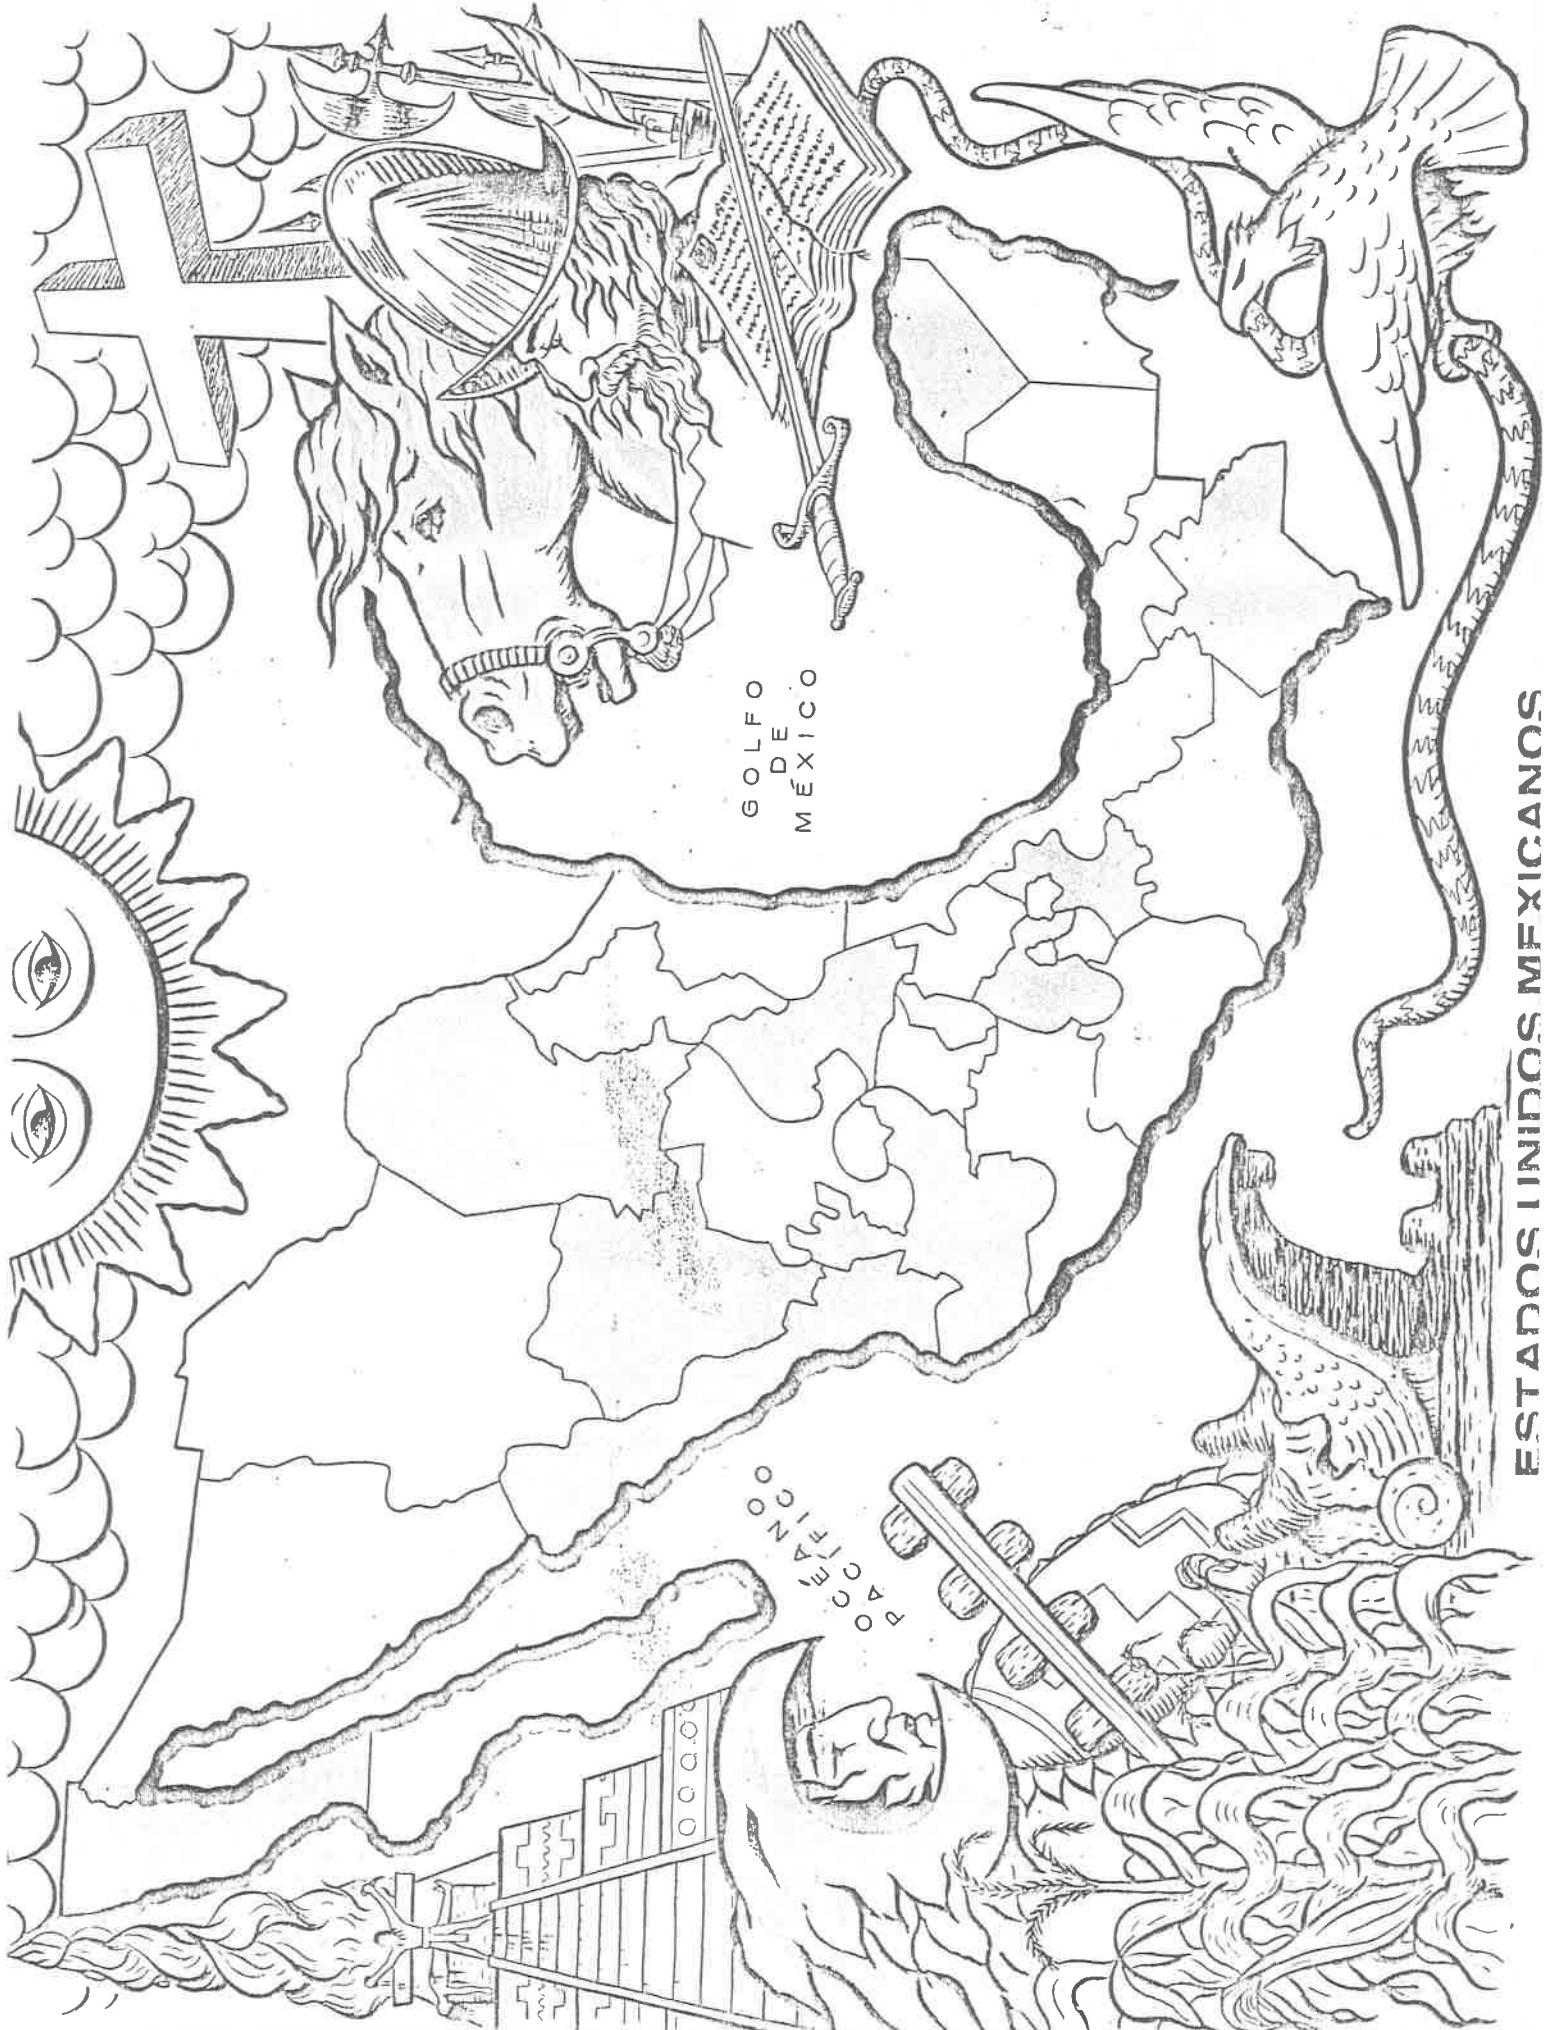 GOLFO
DE
MÉXICO
OCÉANO
PACÍFICO
ESTADOS UNIDOS MEXICANOS